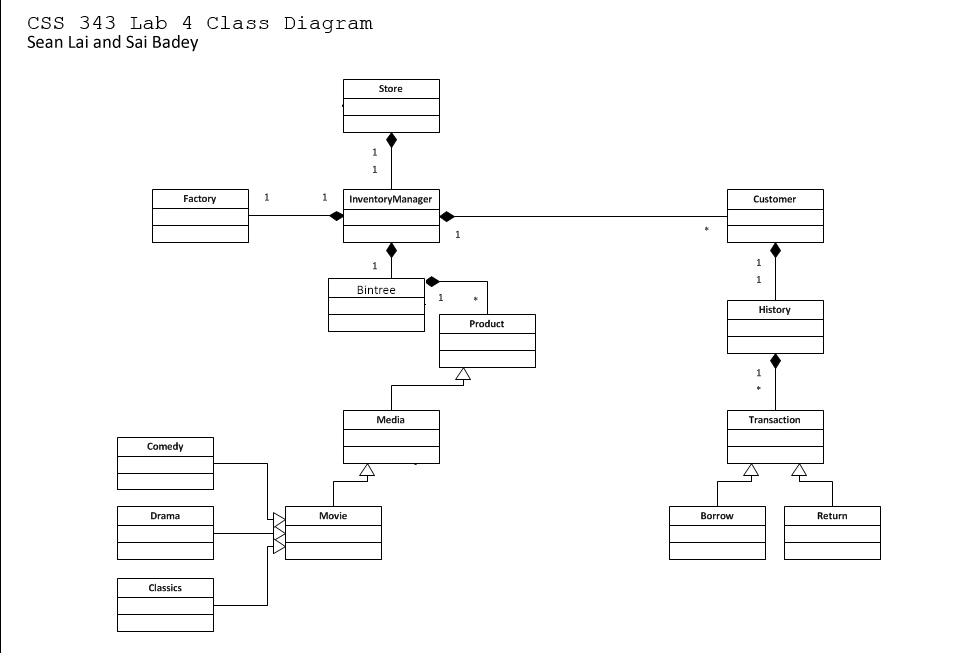 CSS 343 Lab 4 Class Diagram
Sean Lai and Sai Badey
Store
1
1
Factory
1
1
InventoryManager
1
*
Customer
1
1
1
Bintree
1
*
Product
History
1
*
Media
Transaction
Comedy
Drama
Movie
Borrow
Return
Classics